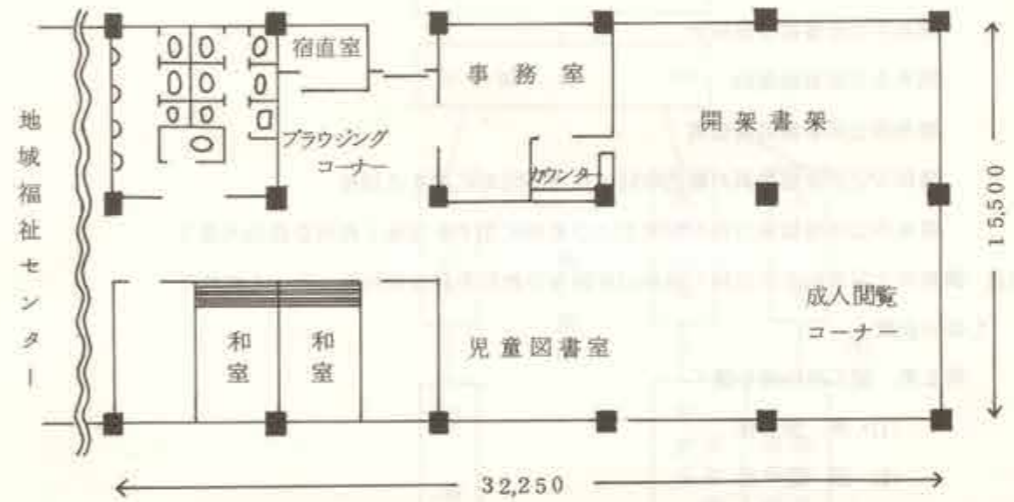 宿直室
事務室
開架書架
ブラウジング
コーナー
カウンター
地域福祉センター
15,500
成人閲覧
コーナー
和室
和室
児童図書室
32,250